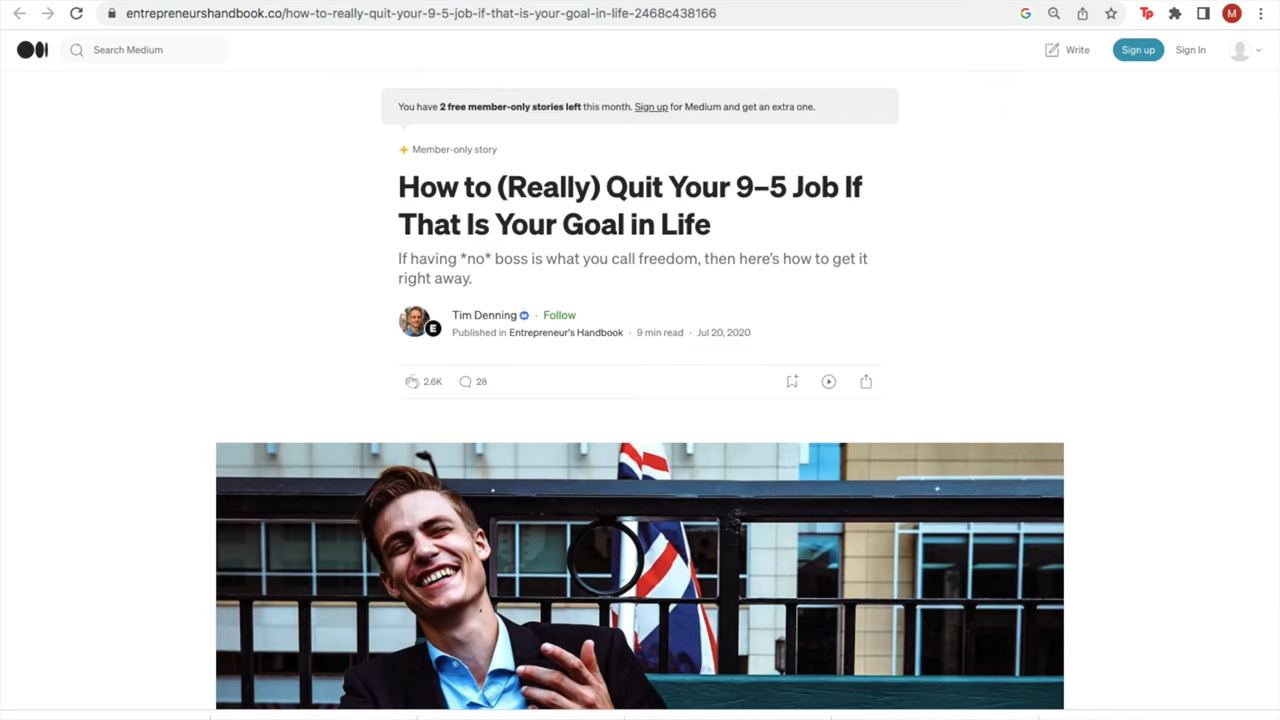 entrepreneurshandbook.co/how-to-really-quit-your-9-5-job-if-that-is-your-goal-in-life-2468c438166
G
Tp
M
Search Medium
Write
Sign up
Sign In
You have 2 free member-only stories left this month. Sign up for Medium and get an extra one.
Member-only story
How to (Really) Quit Your 9–5 Job If
That Is Your Goal in Life
If having *no* boss is what you call freedom, then here's how to get it
right away.
Tim Denning · Follow
E
Published in Entrepreneur's Handbook · 9 min read · Jul 20, 2020
2.6K 28